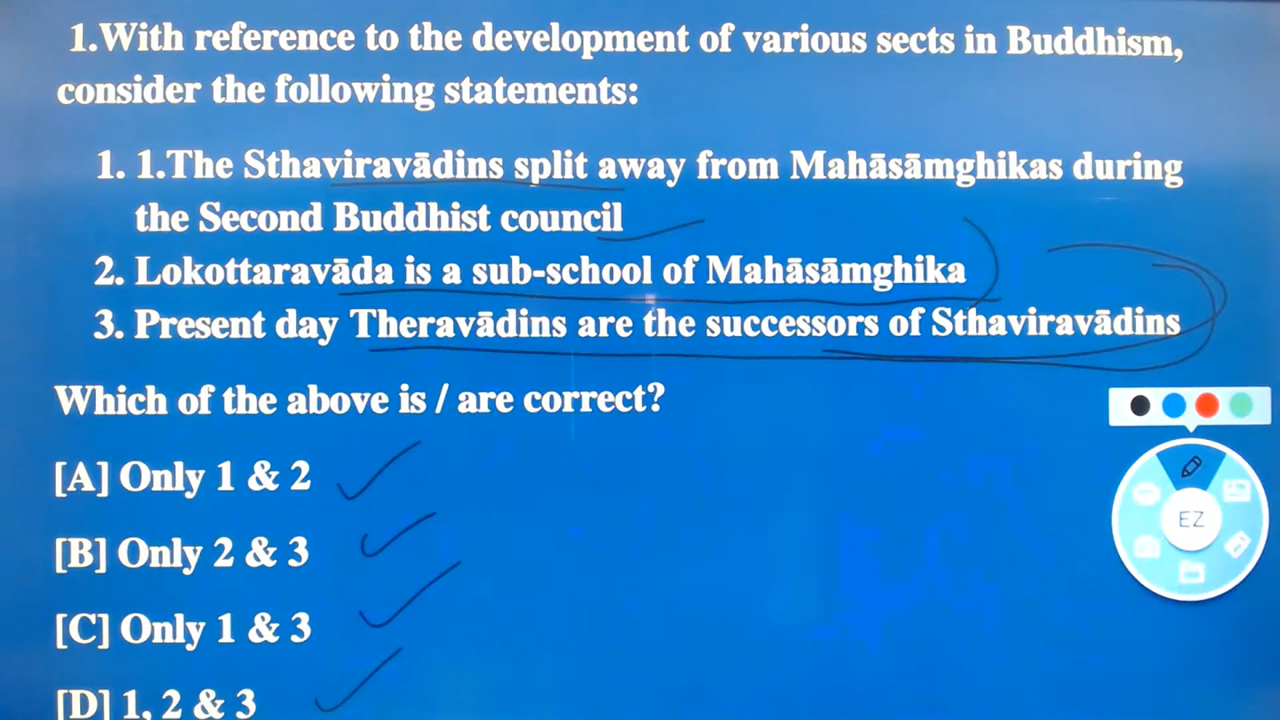 1.With reference to the development of various sects in Buddhism,
consider the following statements:
1. 1.The Sthaviravādins split away from Mahāsāmghikas during
the Second Buddhist council
2. Lokottaravāda is a sub-school of Mahāsāmghika
3. Present day Theravādins are the successors of Sthaviravādins
Which of the above is / are correct?
[A] Only 1 & 2
[B] Only 2 & 3
[C] Only 1 & 3
[D] 1, 2 & 3
EZ